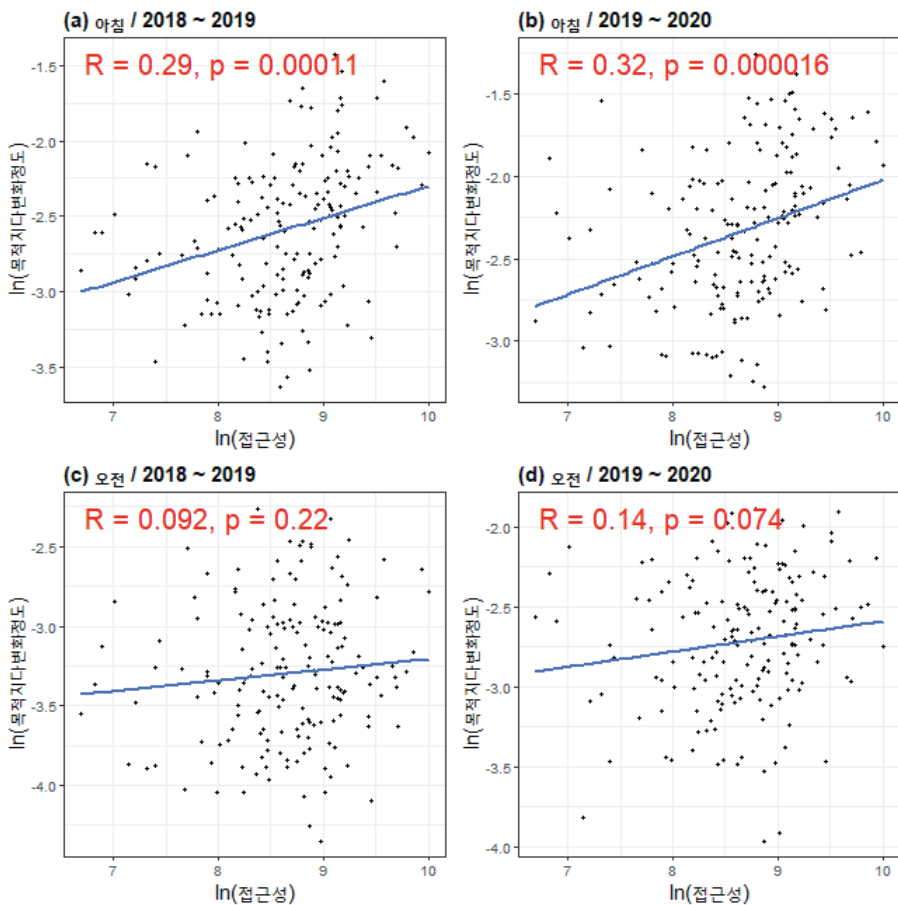 (a) 아침 / 2018 ~ 2019
R = 0.29, p = 0.00011
ln(목적지다변화정도)
-1.5
-2.0
-2.5
-3.0
-3.5
7 8 9 10
ln(접근성)
(b) 아침 / 2019 ~ 2020
R = 0.32, p = 0.000016
ln(목적지다변화정도)
-1.5
-2.0
-2.5
-3.0
7 8 9 10
ln(접근성)
(c) 오전 / 2018 ~ 2019
R = 0.092, p = 0.22
ln(목적지다변화정도)
-2.5
-3.0
-3.5
-4.0
7 8 9 10
ln(접근성)
(d) 오전 / 2019 ~ 2020
R = 0.14, p = 0.074
ln(목적지다변화정도)
-2.0
-2.5
-3.0
-3.5
-4.0
7 8 9 10
ln(접근성)